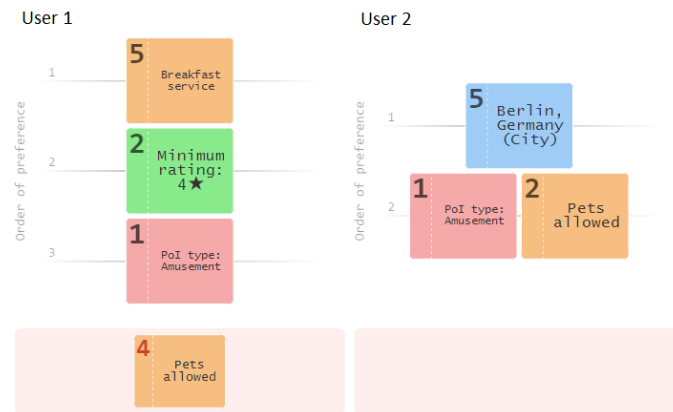 User 1
Order of preference
1
5
Breakfast
service
2
2
Minimum
rating:
4★
3
1
PoI type:
Amusement
4
Pets
allowed
User 2
Order of preference
1
5
Berlin,
Germany
(City)
2
1
PoI type:
Amusement
2
Pets
allowed